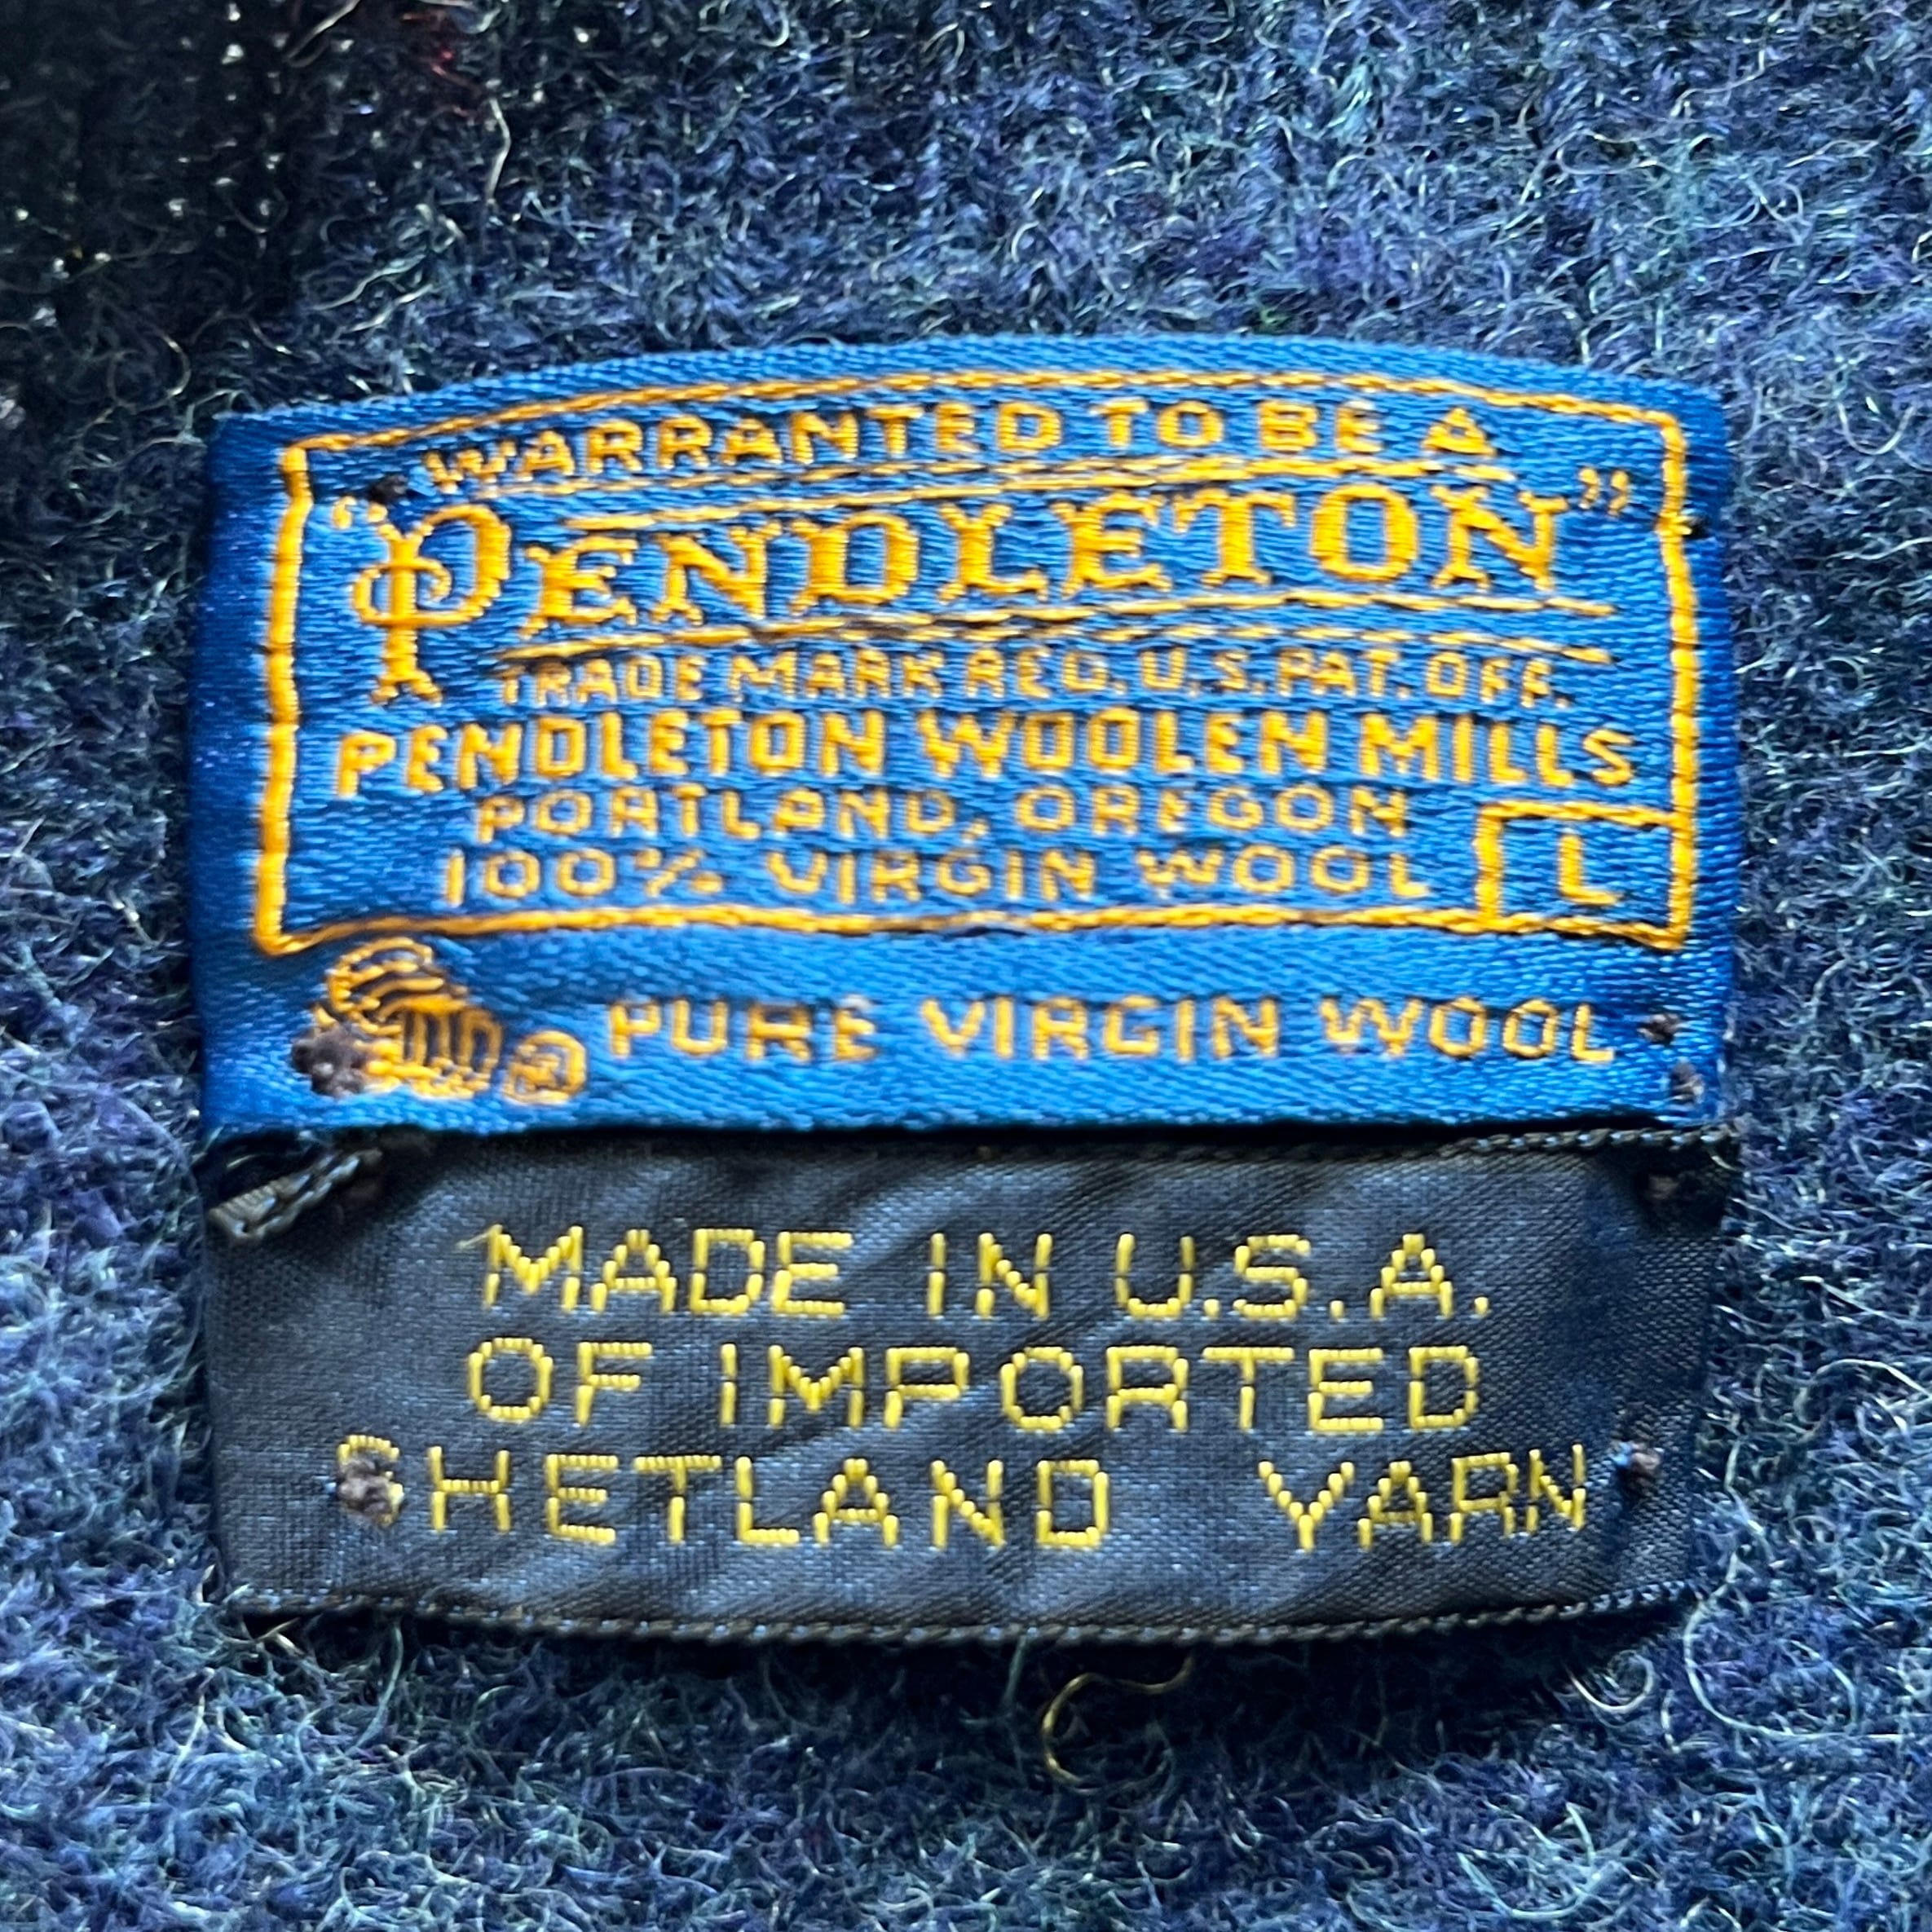 WARRANTED TO BE A
"PENDLETON"
TRADE MARK REG. U.S. PAT. OFF.
PENDLETON WOOLEN MILLS
PORTLAND, OREGON
100% VIRGIN WOOL L
® PURE VIRGIN WOOL
MADE IN U.S.A.
OF IMPORTED
SHETLAND YARN